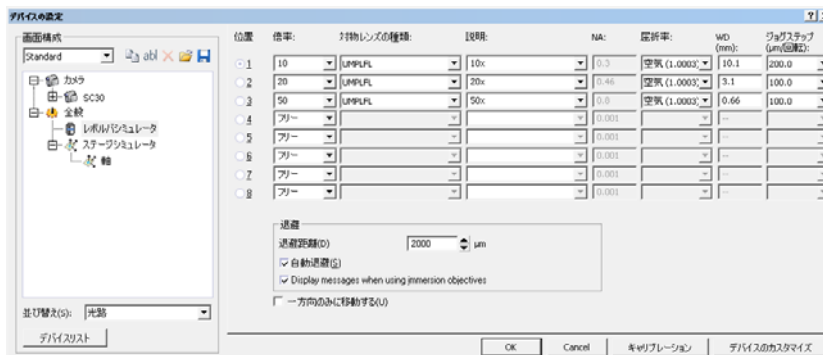 デバイスの設定
画面構成
Standard
abl
カメラ
SC30
全般
レボルバシミュレータ
ステージシミュレータ
軸
並び替え(S): 光路
デバイスリスト
位置 倍率: 対物レンズの種類: 説明: NA: 屈折率: WD (mm): ジョグステップ (µm/回転):
1 10 UMPLFL 10x 0.3 空気 (1.0003) 10.1 200.0
2 20 UMPLFL 20x 0.46 空気 (1.0003) 3.1 100.0
3 50 UMPLFL 50x 0.8 空気 (1.0003) 0.66 100.0
4 フリー 0.001 --
5 フリー 0.001 --
6 フリー 0.001 --
7 フリー 0.001 --
8 フリー 0.001 --
退避
退避距離(D) 2000 µm
自動退避(S)
Display messages when using immersion objectives
一方向のみに移動する(U)
OK Cancel キャリブレーション デバイスのカスタマイズ